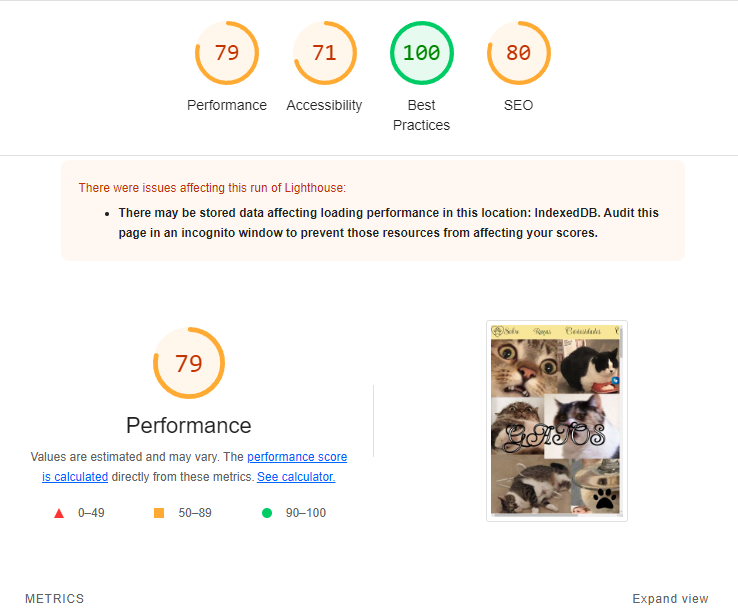 79
71
100
80
Performance
Accessibility
Best
Practices
SEO
There were issues affecting this run of Lighthouse:
There may be stored data affecting loading performance in this location: IndexedDB. Audit this
page in an incognito window to prevent those resources from affecting your scores.
79
Performance
Values are estimated and may vary. The performance score
is calculated directly from these metrics. See calculator.
0–49
50–89
90–100
Sobre
Raças
Curiosidades
GATOS
METRICS
Expand view